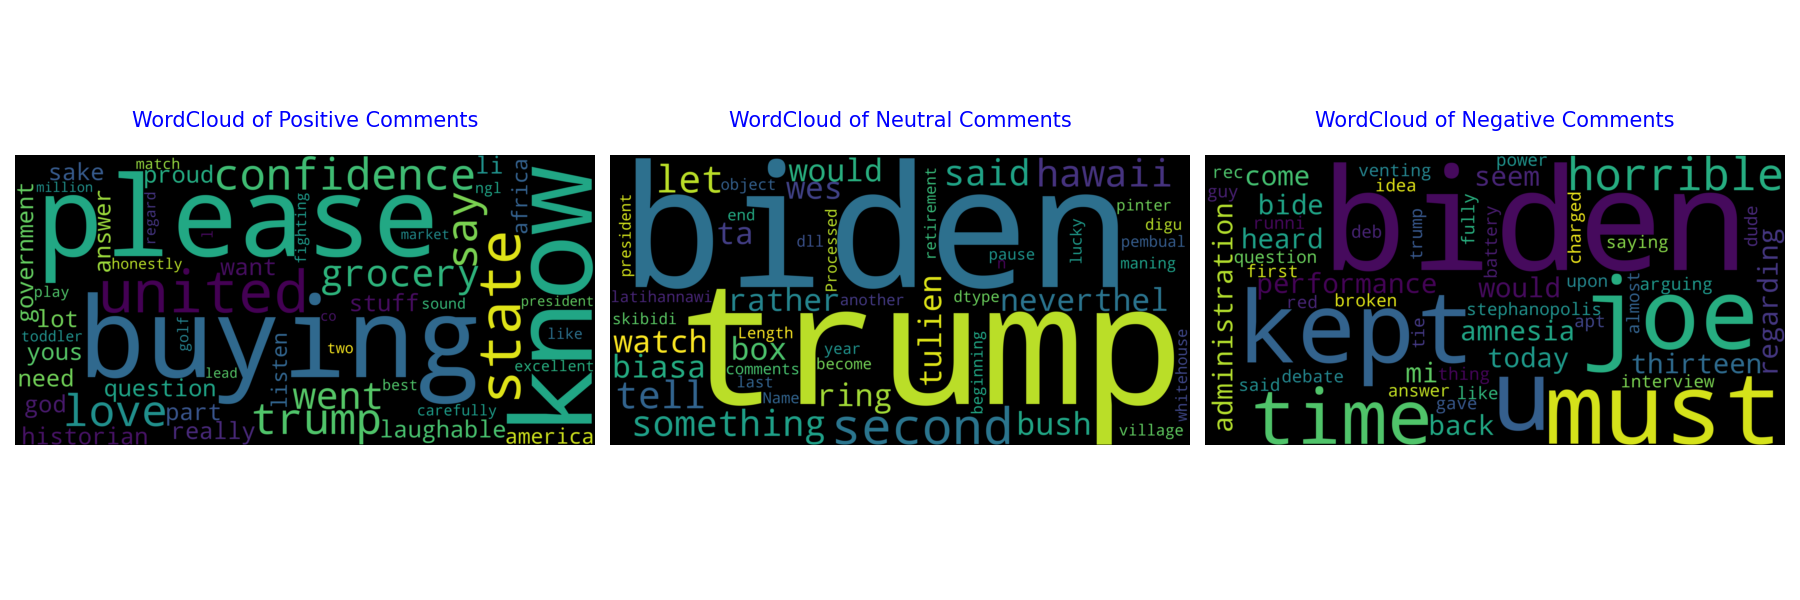 WordCloud of Positive Comments
match
sake
proud
confidence
li
million
ngl
africa
government
please
know
answer
regard
l
fighting
market
say
honestly
want
grocery
state
play
united
stuff
sound
president
lot
buying
golf
co
like
toddler
yous
listen
two
need
lead
excellent
question
went
best
god
love
part
trump
carefully
historian
really
laughable
america
WordCloud of Neutral Comments
let
object
wes
would
said
hawaii
biden
president
end
ta
dll
Processed
retirement
pause
n
lucky
pinter
digu
pembual
maning
latihannawi
rather
another
dtype
neverthel
skibidi
trump
watch
Length
box
year
tulien
biasa
comments
become
beginning
whitehouse
tell
last
Name
ring
something
second
bush
village
WordCloud of Negative Comments
rec
come
venting
idea
power
seem
horrible
guy
bide
biden
runni
heard
deb
trump
fully
battery
charged
saying
dude
question
first
administration
performance
would
upon
almost
arguing
regarding
red
broken
kept
tie
stephanopolis
amnesia
apt
joe
today
thirteen
mi
thing
said
debate
answer
like
interview
gave
time
back
u
must